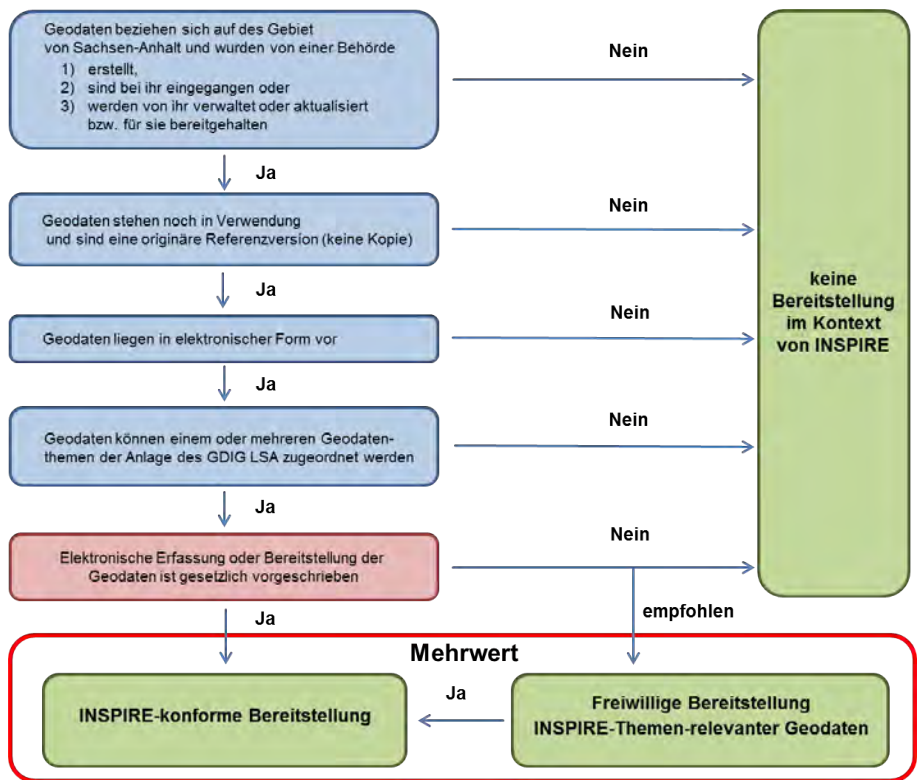 Geodaten beziehen sich auf des Gebiet
von Sachsen-Anhalt und wurden von einer Behörde
1) erstellt,
2) sind bei ihr eingegangen oder
3) werden von ihr verwaltet oder aktualisiert
bzw. für sie bereitgehalten
Nein
Ja
Geodaten stehen noch in Verwendung
und sind eine originäre Referenzversion (keine Kopie)
Nein
Ja
Geodaten liegen in elektronischer Form vor
Nein
Ja
Geodaten können einem oder mehreren Geodaten-
themen der Anlage des GDIG LSA zugeordnet werden
Nein
Ja
Elektronische Erfassung oder Bereitstellung der
Geodaten ist gesetzlich vorgeschrieben
Nein
keine
Bereitstellung
im Kontext
von INSPIRE
Ja
empfohlen
Mehrwert
INSPIRE-konforme Bereitstellung
Ja
Freiwillige Bereitstellung
INSPIRE-Themen-relevanter Geodaten